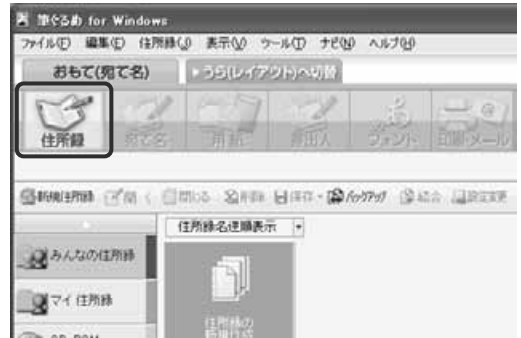 筆ぐるめ for Windows
ファイル(F) 編集(E) 住所録(J) 表示(V) ツール(T) ナビ(N) ヘルプ(H)
おもて(宛て名) ▸うら(レイアウト)へ切替
住所録 宛て名 用紙 差出人 フォント 印刷・メール
新規住所録 開く 閉じる 削除 保存 バックアップ 結合 設定変更
住所録名逆順表示
みんなの住所録
マイ 住所録
住所録の
新規作成
CD-ROM